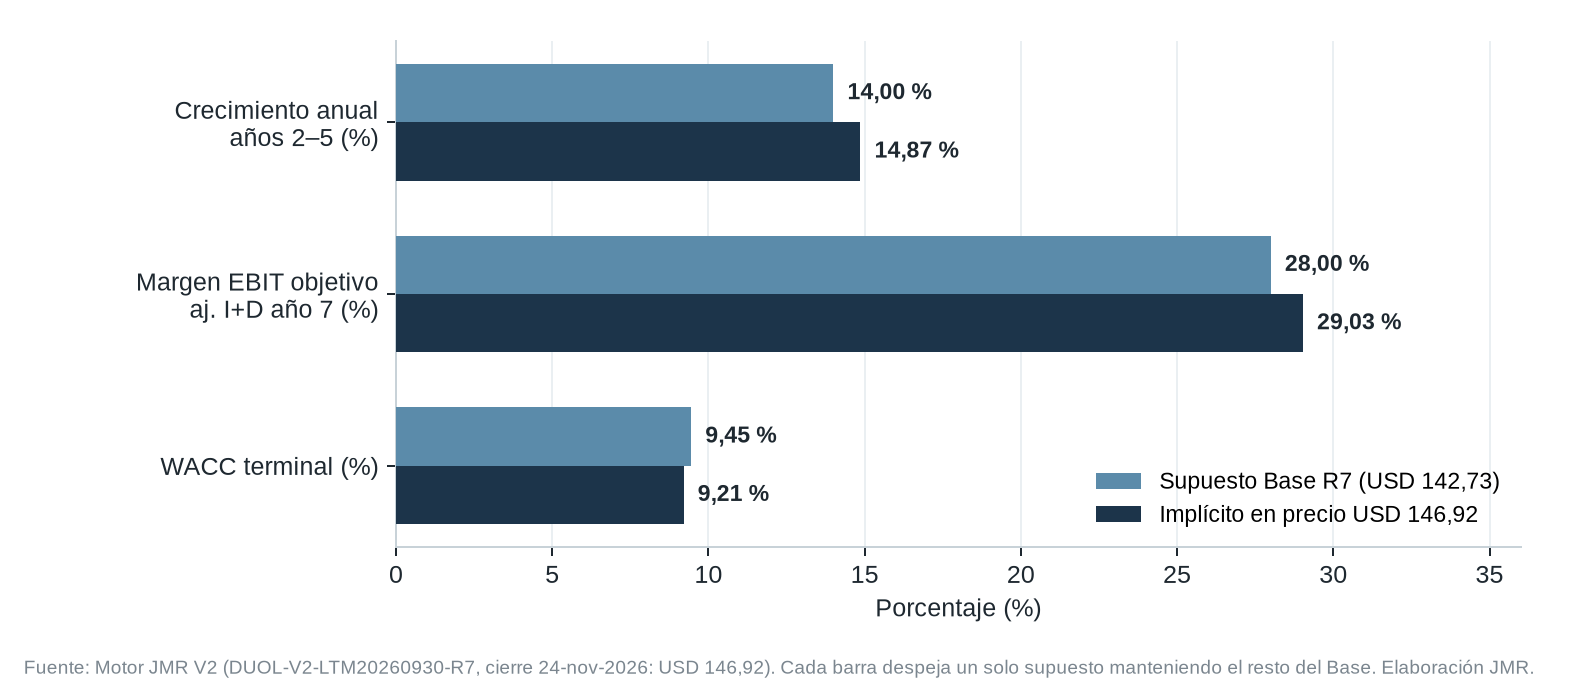 Crecimiento anual
años 2–5 (%)
14,00 %
14,87 %
Margen EBIT objetivo
aj. I+D año 7 (%)
28,00 %
29,03 %
WACC terminal (%)
9,45 %
9,21 %
Supuesto Base R7 (USD 142,73)
Implícito en precio USD 146,92
0 5 10 15 20 25 30 35
Porcentaje (%)
Fuente: Motor JMR V2 (DUOL-V2-LTM20260930-R7, cierre 24-nov-2026: USD 146,92). Cada barra despeja un solo supuesto manteniendo el resto del Base. Elaboración JMR.